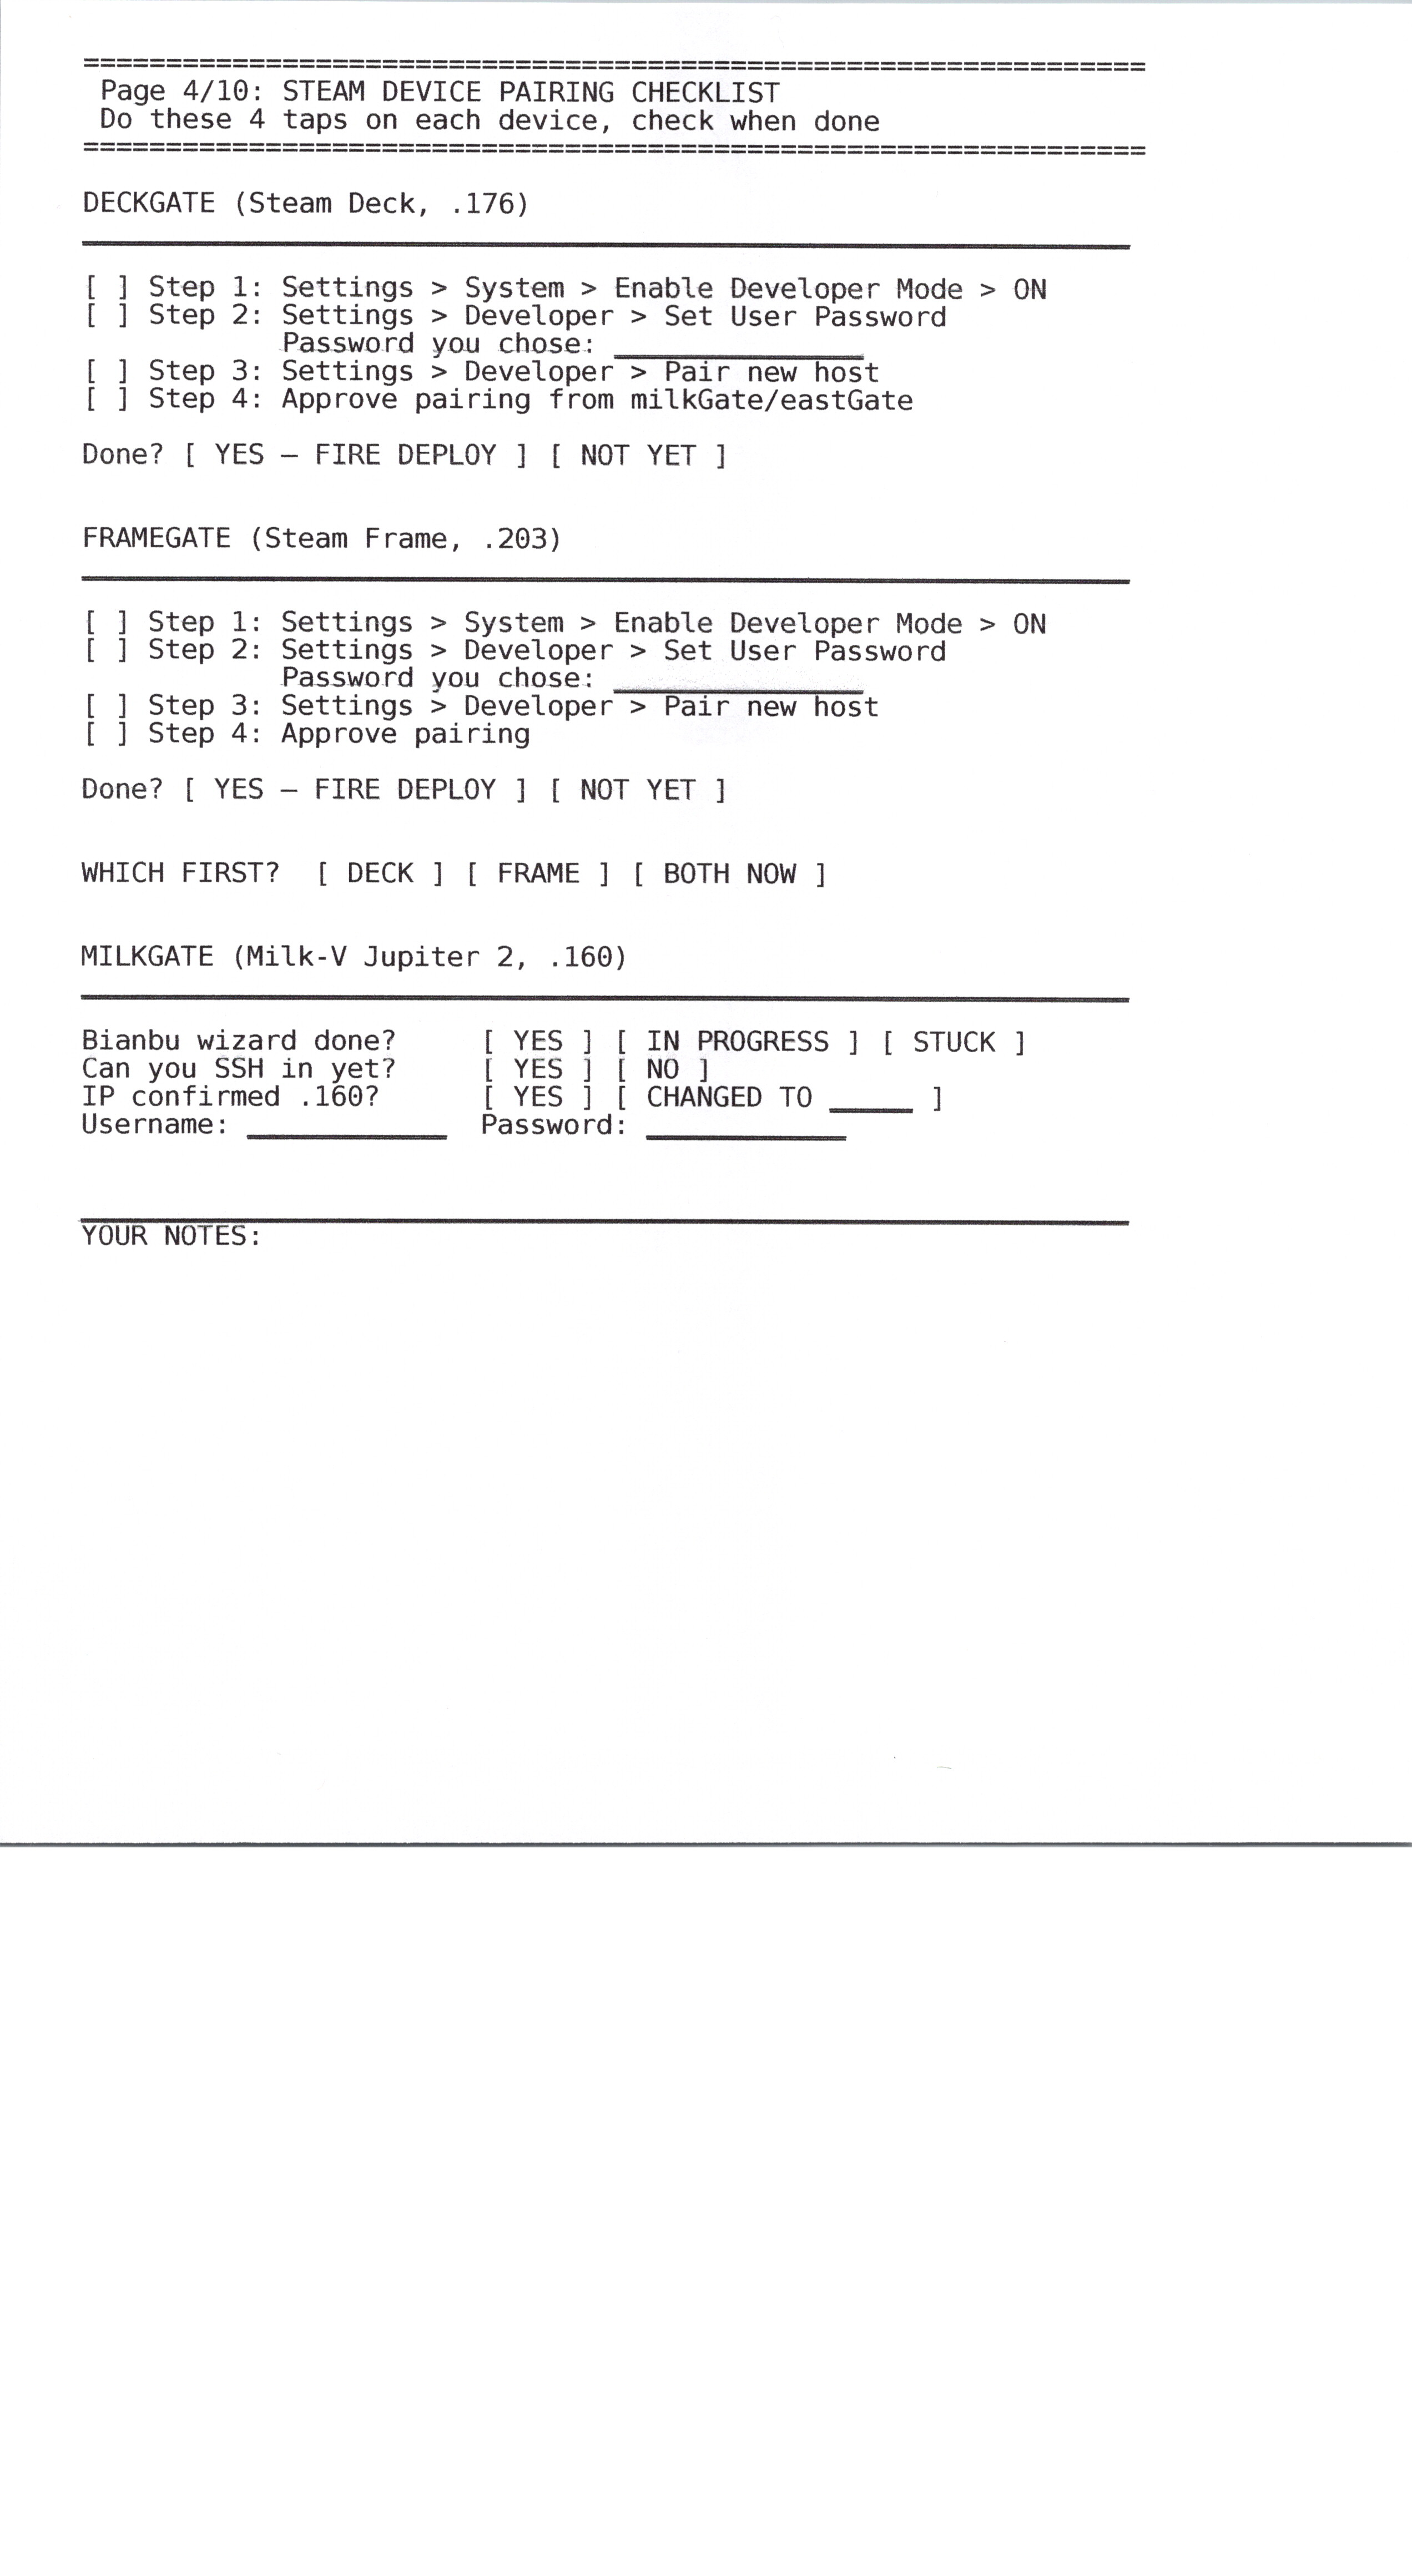 ================================================================
Page 4/10: STEAM DEVICE PAIRING CHECKLIST
Do these 4 taps on each device, check when done
================================================================
DECKGATE (Steam Deck, .176)
[ ] Step 1: Settings > System > Enable Developer Mode > ON
[ ] Step 2: Settings > Developer > Set User Password
Password you chose: _______________
[ ] Step 3: Settings > Developer > Pair new host
[ ] Step 4: Approve pairing from milkGate/eastGate
Done? [ YES — FIRE DEPLOY ] [ NOT YET ]
FRAMEGATE (Steam Frame, .203)
[ ] Step 1: Settings > System > Enable Developer Mode > ON
[ ] Step 2: Settings > Developer > Set User Password
Password you chose: _______________
[ ] Step 3: Settings > Developer > Pair new host
[ ] Step 4: Approve pairing
Done? [ YES — FIRE DEPLOY ] [ NOT YET ]
WHICH FIRST? [ DECK ] [ FRAME ] [ BOTH NOW ]
MILKGATE (Milk-V Jupiter 2, .160)
Bianbu wizard done? [ YES ] [ IN PROGRESS ] [ STUCK ]
Can you SSH in yet? [ YES ] [ NO ]
IP confirmed .160? [ YES ] [ CHANGED TO _____ ]
Username: ____________ Password: ____________
YOUR NOTES: